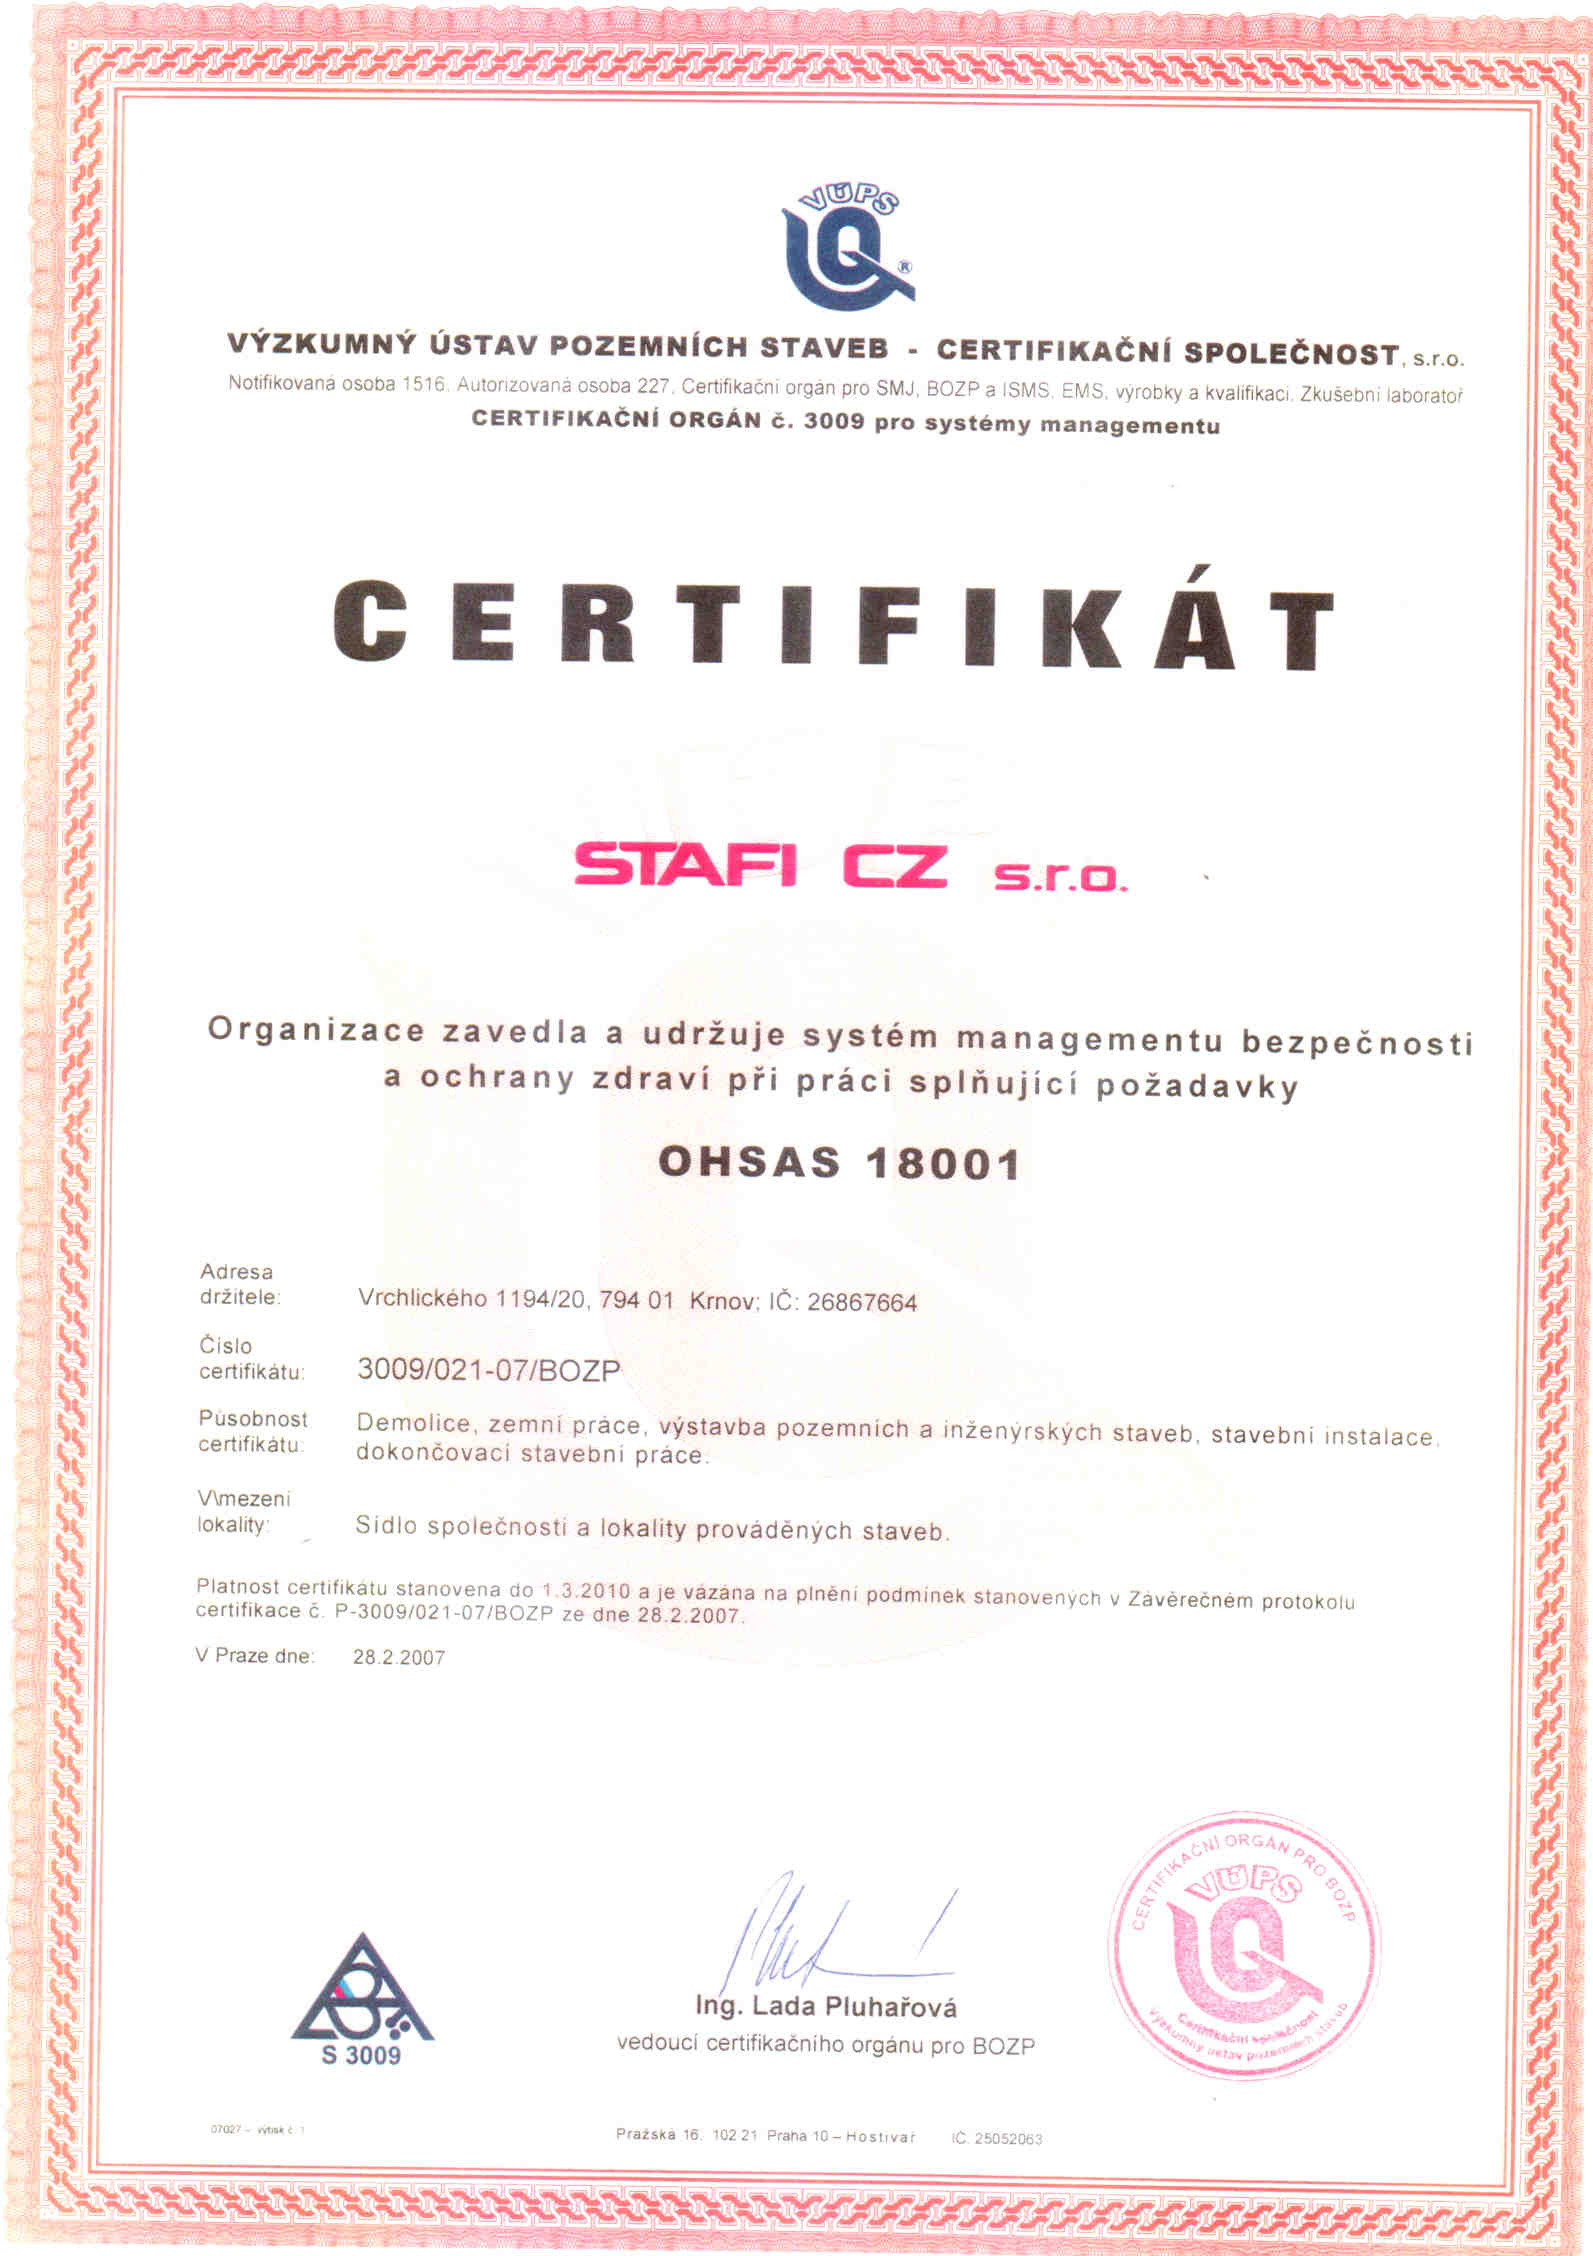 VÚPS
®
VÝZKUMNÝ ÚSTAV POZEMNÍCH STAVEB - CERTIFIKAČNÍ SPOLEČNOST, s.r.o.
Notifikovaná osoba 1516, Autorizovaná osoba 227, Certifikační orgán pro SMJ, BOZP a ISMS, EMS, výrobky a kvalifikaci, Zkušební laboratoř
CERTIFIKAČNÍ ORGÁN č. 3009 pro systémy managementu
CERTIFIKÁT
STAFI CZ s.r.o.
Organizace zavedla a udržuje systém managementu bezpečnosti
a ochrany zdraví při práci splňující požadavky
OHSAS 18001
Adresa
držitele: Vrchlického 1194/20, 794 01 Krnov; IČ: 26867664
Číslo
certifikátu: 3009/021-07/BOZP
Působnost
certifikátu: Demolice, zemní práce, výstavba pozemních a inženýrských staveb, stavební instalace,
dokončovací stavební práce.
V\mezení
lokality: Sídlo společnosti a lokality prováděných staveb.
Platnost certifikátu stanovena do 1.3.2010 a je vázána na plnění podmínek stanovených v Závěrečném protokolu
certifikace č. P-3009/021-07/BOZP ze dne 28.2.2007.
V Praze dne: 28.2.2007
CERTIFIKAČNÍ ORGÁN PRO BOZP
VÚPS
Certifikační společnost
Výzkumný ústav pozemních staveb
S 3009
Ing. Lada Pluhařová
vedoucí certifikačního orgánu pro BOZP
07027 – výtisk č. 1
Pražská 16, 102 21 Praha 10 – Hostivař IČ: 25052063